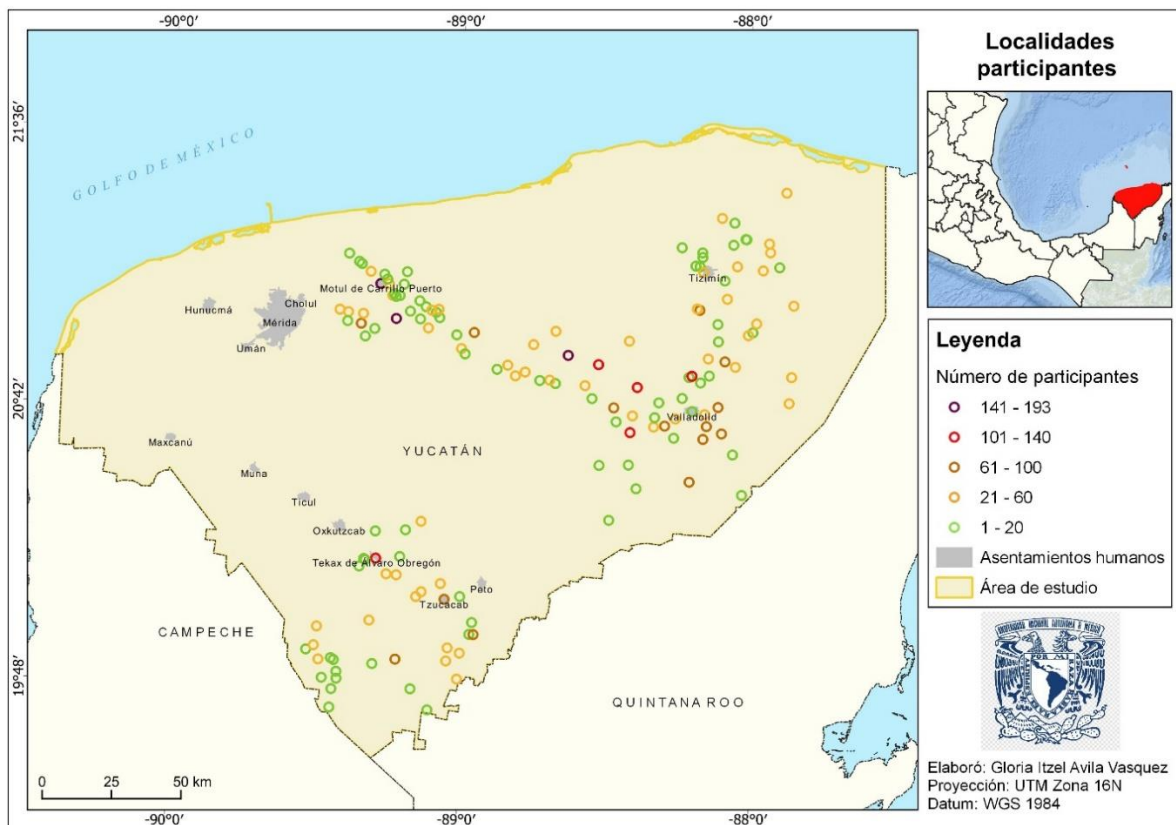 -90°0'
-89°0'
-88°0'
21°36'
20°42'
19°48'
GOLFO DE MÉXICO
Hunucmá
Cholul
Mérida
Umán
Motul de Carrillo Puerto
Tizimín
Valladolid
Maxcanú
YUCATÁN
Muna
Ticul
Oxkutzcab
Tekax de Álvaro Obregón
Peto
Tzucacab
CAMPECHE
QUINTANA ROO
0 25 50 km
-90°0'
-89°0'
-88°0'
Localidades
participantes
Leyenda
Número de participantes
141 - 193
101 - 140
61 - 100
21 - 60
1 - 20
Asentamientos humanos
Área de estudio
Elaboró: Gloria Itzel Avila Vasquez
Proyección: UTM Zona 16N
Datum: WGS 1984